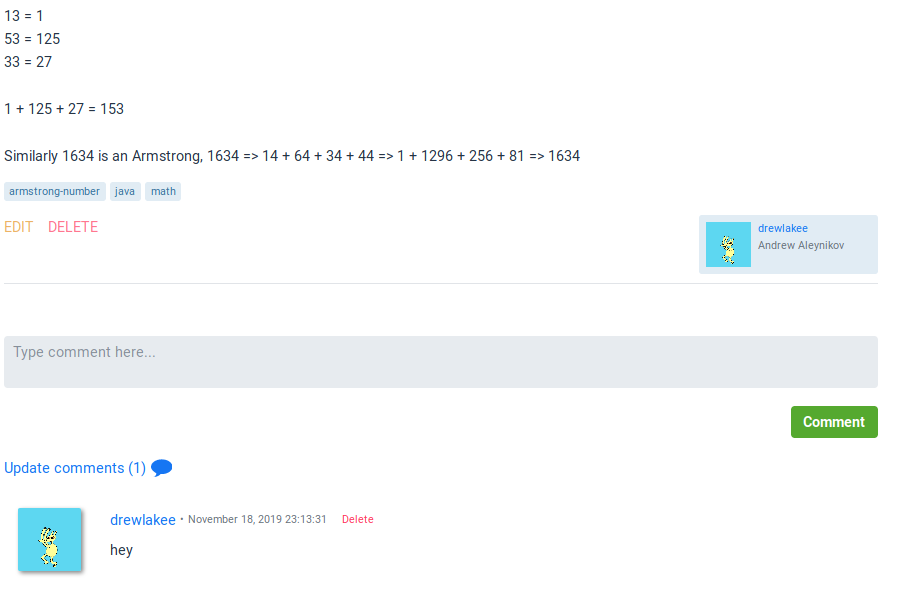 13 = 1
53 = 125
33 = 27
1 + 125 + 27 = 153
Similarly 1634 is an Armstrong, 1634 => 14 + 64 + 34 + 44 => 1 + 1296 + 256 + 81 => 1634
armstrong-number java math
EDIT DELETE
drewlakee
Andrew Aleynikov
Type comment here...
Comment
Update comments (1)
drewlakee • November 18, 2019 23:13:31 Delete
hey